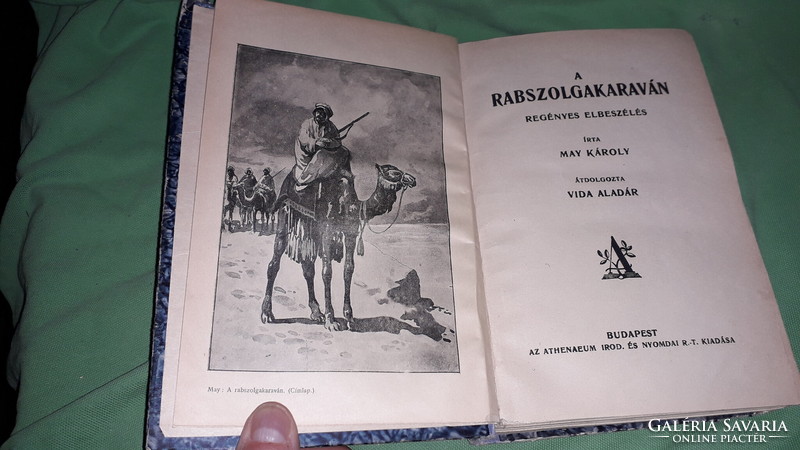 May: A rabszolgakaraván. (Címlap.)
A
RABSZOLGAKARAVÁN
REGÉNYES ELBESZÉLÉS
ÍRTA
MAY KÁROLY
ÁTDOLGOZTA
VIDA ALADÁR
A
BUDAPEST
AZ ATHENAEUM IROD. ÉS NYOMDAI R.-T. KIADÁSA
GALÉRIA SAVARIA
ONLINE PIACTÉR